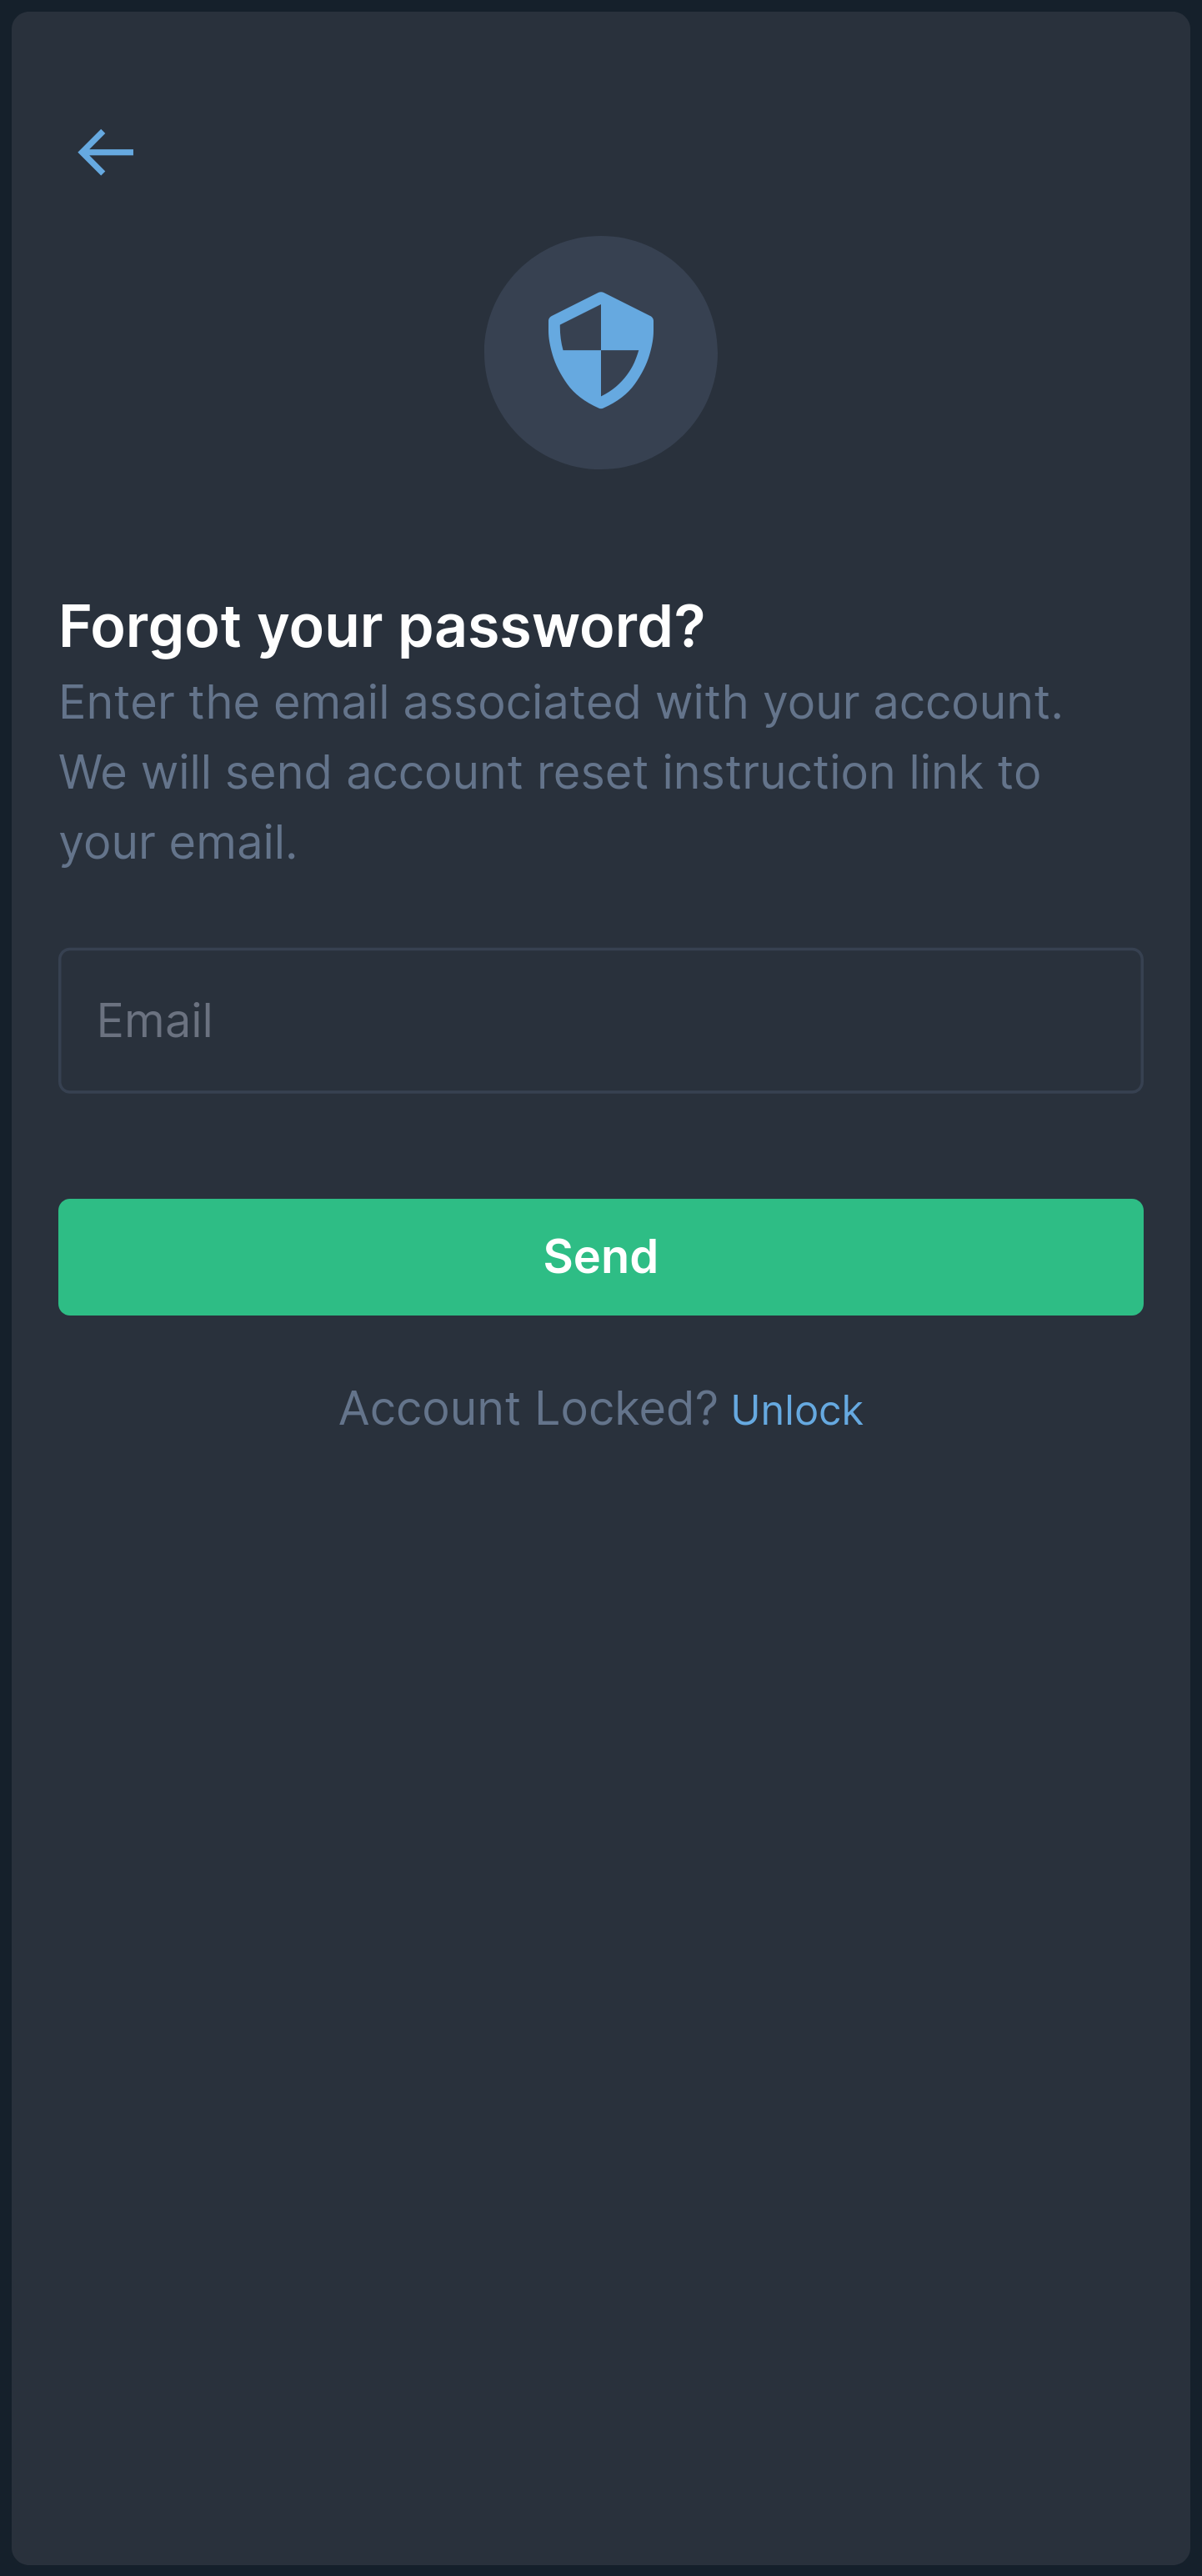 Forgot your password?
Enter the email associated with your account.
We will send account reset instruction link to
your email.
Email
Send
Account Locked? Unlock